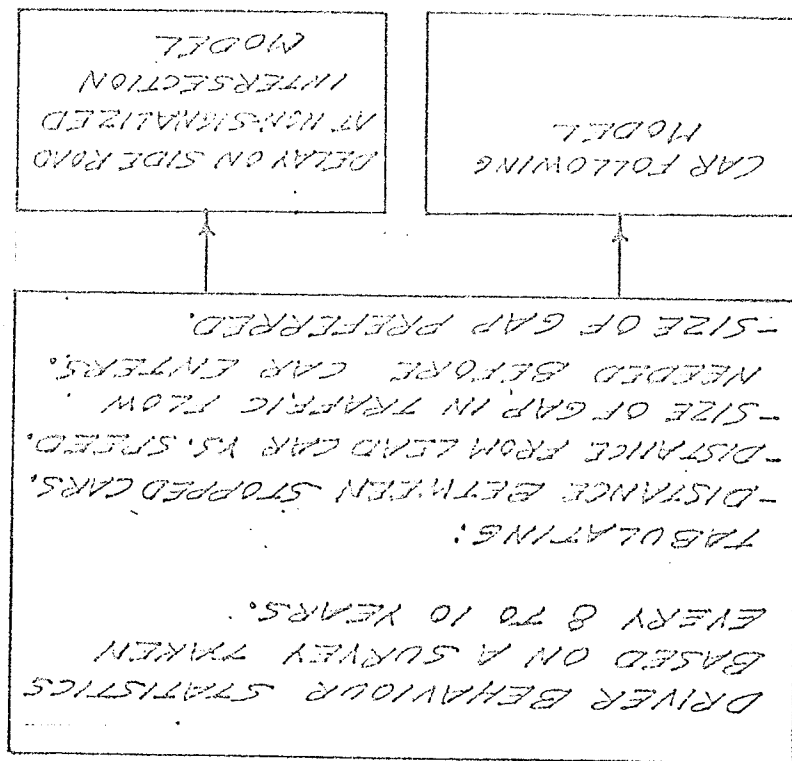 DRIVER BEHAVIOUR STATISTICS
BASED ON A SURVEY TAKEN
EVERY 8 TO 10 YEARS.
TABULATING:
-DISTANCE BETWEEN STOPPED CARS.
-DISTANCE FROM LEAD CAR VS. SPEED.
-SIZE OF GAP IN TRAFFIC FLOW
NEEDED BEFORE CAR ENTERS.
-SIZE OF GAP PREFERRED.
CAR FOLLOWING
MODEL
DELAY ON SIDE ROAD
AT NON-SIGNALIZED
INTERSECTION
MODEL